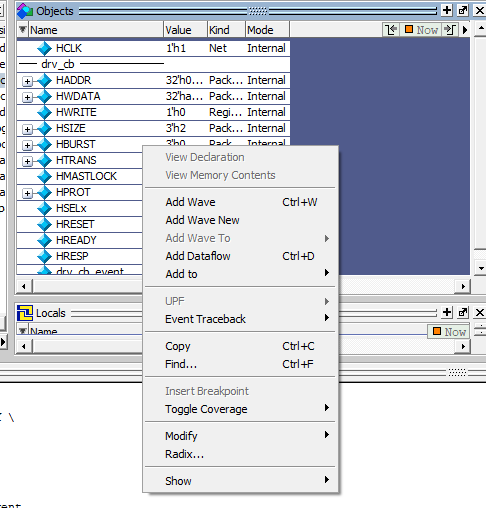 Objects
Name Value Kind Mode Now
HCLK 1'h1 Net Internal
drv_cb
HADDR 32'h0... Pack... Internal
HWDATA 32'ha... Pack... Internal
HWRITE 1'h0 Regi... Internal
HSIZE 3'h2 Pack... Internal
HBURST 3'h0 Pack... Internal
HTRANS
HMASTLOCK
HPROT
HSELx
HRESET
HREADY
HRESP
drv_cb_event
View Declaration
View Memory Contents
Add Wave Ctrl+W
Add Wave New
Add Wave To
Add Dataflow Ctrl+D
Add to
UPF
Event Traceback
Copy Ctrl+C
Find... Ctrl+F
Insert Breakpoint
Toggle Coverage
Modify
Radix...
Show
Locals
Name Now